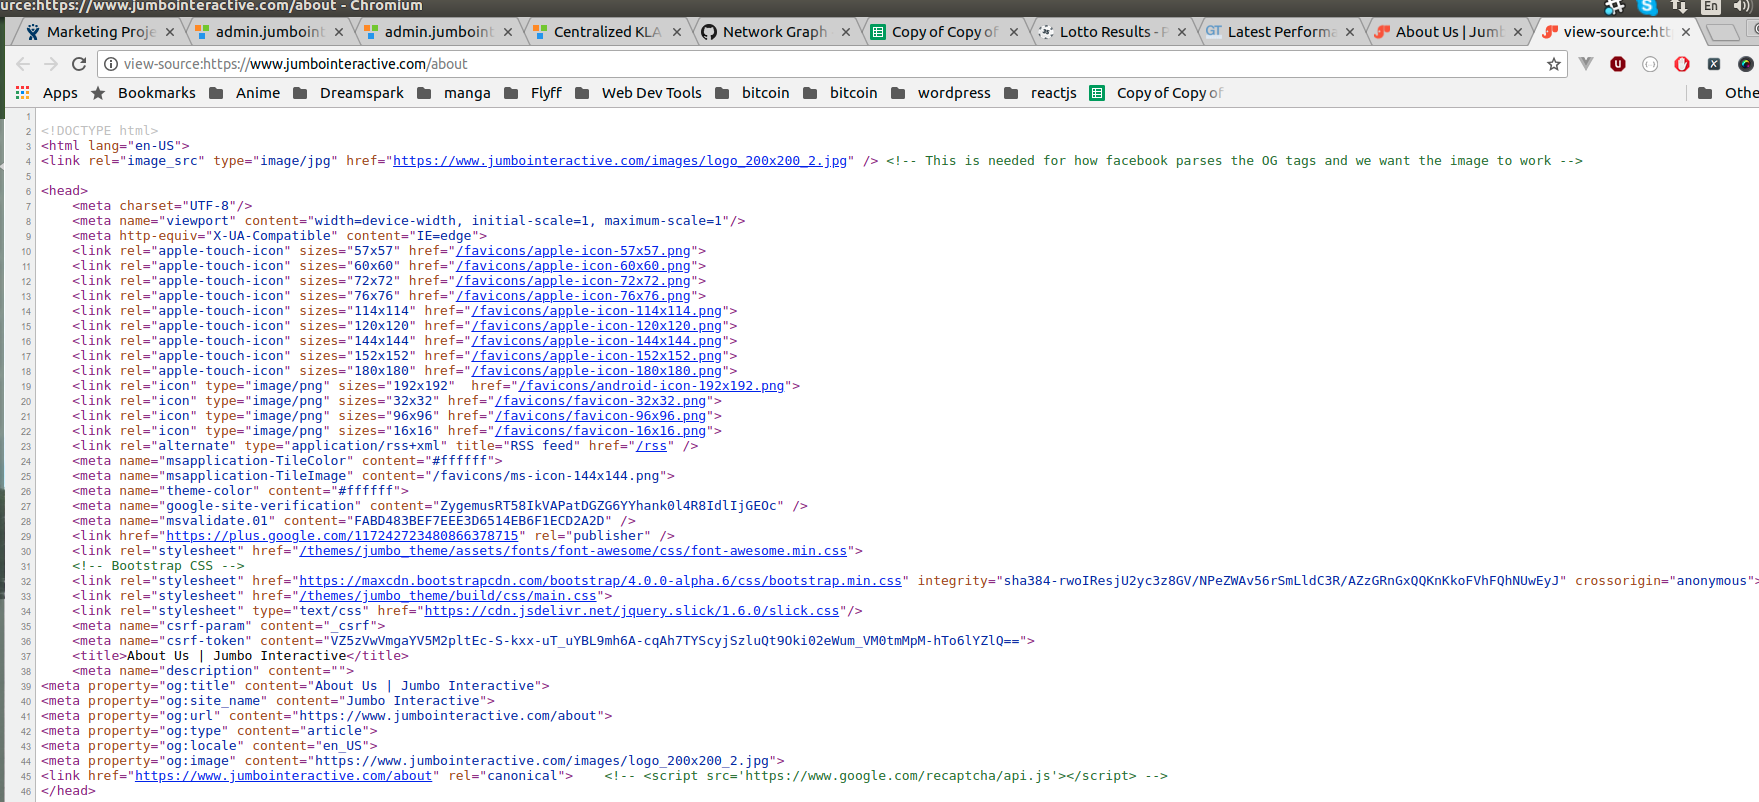 urce:https://www.jumbointeractive.com/about - Chromium
En
Marketing Proje admin.jumboint admin.jumboint Centralized KLA Network Graph Copy of Copy of Lotto Results - P Latest Performa About Us | Jumb view-source:htt
view-source:https://www.jumbointeractive.com/about
Apps Bookmarks Anime Dreamspark manga Flyff Web Dev Tools bitcoin bitcoin wordpress reactjs Copy of Copy of Othe
1
2 <!DOCTYPE html>
3 <html lang="en-US">
4 <link rel="image_src" type="image/jpg" href="https://www.jumbointeractive.com/images/logo_200x200_2.jpg" /> <!-- This is needed for how facebook parses the OG tags and we want the image to work -->
5
6 <head>
7 <meta charset="UTF-8"/>
8 <meta name="viewport" content="width=device-width, initial-scale=1, maximum-scale=1"/>
9 <meta http-equiv="X-UA-Compatible" content="IE=edge">
10 <link rel="apple-touch-icon" sizes="57x57" href="/favicons/apple-icon-57x57.png">
11 <link rel="apple-touch-icon" sizes="60x60" href="/favicons/apple-icon-60x60.png">
12 <link rel="apple-touch-icon" sizes="72x72" href="/favicons/apple-icon-72x72.png">
13 <link rel="apple-touch-icon" sizes="76x76" href="/favicons/apple-icon-76x76.png">
14 <link rel="apple-touch-icon" sizes="114x114" href="/favicons/apple-icon-114x114.png">
15 <link rel="apple-touch-icon" sizes="120x120" href="/favicons/apple-icon-120x120.png">
16 <link rel="apple-touch-icon" sizes="144x144" href="/favicons/apple-icon-144x144.png">
17 <link rel="apple-touch-icon" sizes="152x152" href="/favicons/apple-icon-152x152.png">
18 <link rel="apple-touch-icon" sizes="180x180" href="/favicons/apple-icon-180x180.png">
19 <link rel="icon" type="image/png" sizes="192x192"  href="/favicons/android-icon-192x192.png">
20 <link rel="icon" type="image/png" sizes="32x32" href="/favicons/favicon-32x32.png">
21 <link rel="icon" type="image/png" sizes="96x96" href="/favicons/favicon-96x96.png">
22 <link rel="icon" type="image/png" sizes="16x16" href="/favicons/favicon-16x16.png">
23 <link rel="alternate" type="application/rss+xml" title="RSS feed" href="/rss" />
24 <meta name="msapplication-TileColor" content="#ffffff">
25 <meta name="msapplication-TileImage" content="/favicons/ms-icon-144x144.png">
26 <meta name="theme-color" content="#ffffff">
27 <meta name="google-site-verification" content="ZygemusRT58IkVAPatDGZG6YYhank0l4R8IdlIjGEOc" />
28 <meta name="msvalidate.01" content="FABD483BEF7EEE3D6514EB6F1ECD2A2D" />
29 <link href="https://plus.google.com/117242723480866378715" rel="publisher" />
30 <link rel="stylesheet" href="/themes/jumbo_theme/assets/fonts/font-awesome/css/font-awesome.min.css">
31 <!-- Bootstrap CSS -->
32 <link rel="stylesheet" href="https://maxcdn.bootstrapcdn.com/bootstrap/4.0.0-alpha.6/css/bootstrap.min.css" integrity="sha384-rwoIResjU2yc3z8GV/NPeZWAv56rSmLldC3R/AZzGRnGxQQKnKkoFVhFQhNUwEyJ" crossorigin="anonymous">
33 <link rel="stylesheet" href="/themes/jumbo_theme/build/css/main.css">
34 <link rel="stylesheet" type="text/css" href="https://cdn.jsdelivr.net/jquery.slick/1.6.0/slick.css"/>
35 <meta name="csrf-param" content="_csrf">
36 <meta name="csrf-token" content="VZ5zVwVmgaYV5M2pltEc-S-kxx-uT_uYBL9mh6A-cqAh7TYScyjSzluQt9Oki02eWum_VM0tmMpM-hTo6lYZlQ==">
37 <title>About Us | Jumbo Interactive</title>
38 <meta name="description" content="">
39 <meta property="og:title" content="About Us | Jumbo Interactive">
40 <meta property="og:site_name" content="Jumbo Interactive">
41 <meta property="og:url" content="https://www.jumbointeractive.com/about">
42 <meta property="og:type" content="article">
43 <meta property="og:locale" content="en_US">
44 <meta property="og:image" content="https://www.jumbointeractive.com/images/logo_200x200_2.jpg">
45 <link href="https://www.jumbointeractive.com/about" rel="canonical">    <!-- <script src='https://www.google.com/recaptcha/api.js'></script> -->
46 </head>